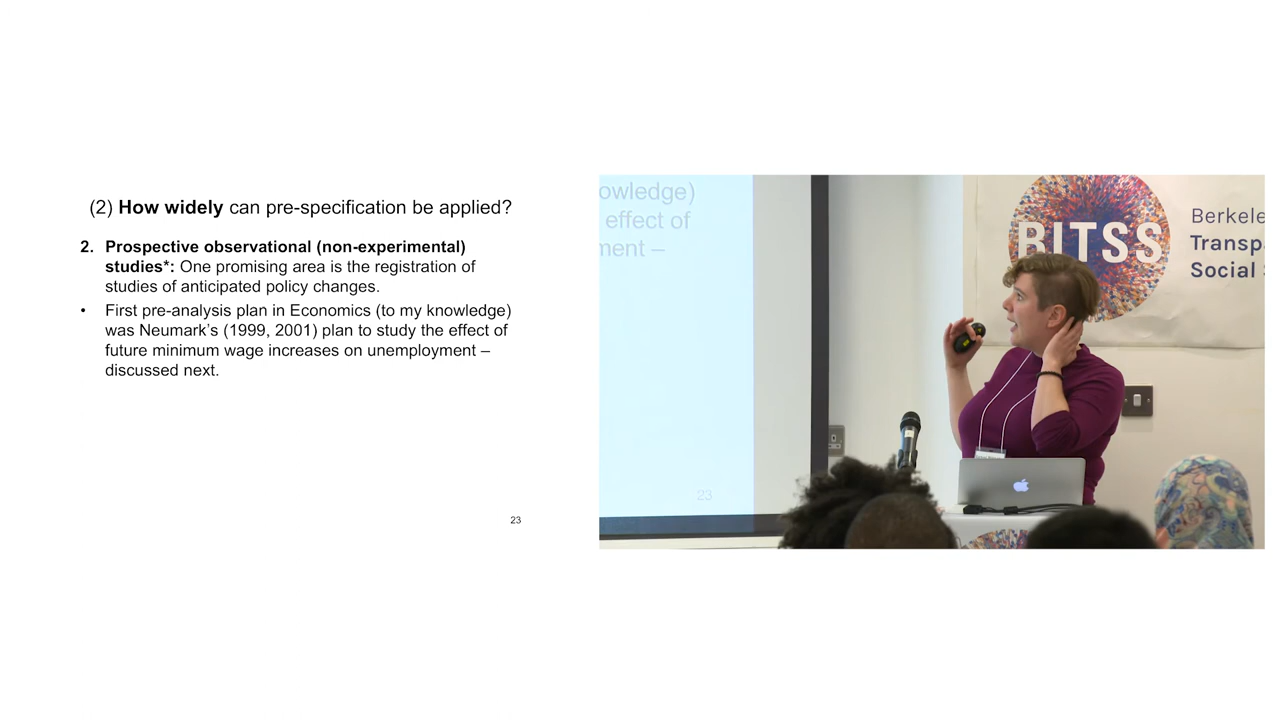 (2) How widely can pre-specification be applied?
2. Prospective observational (non-experimental)
studies*: One promising area is the registration of
studies of anticipated policy changes.
• First pre-analysis plan in Economics (to my knowledge)
was Neumark’s (1999, 2001) plan to study the effect of
future minimum wage increases on unemployment –
discussed next.
23
owledge)
effect of
ment –
23
BITSS
Berkele
Transpa
Social